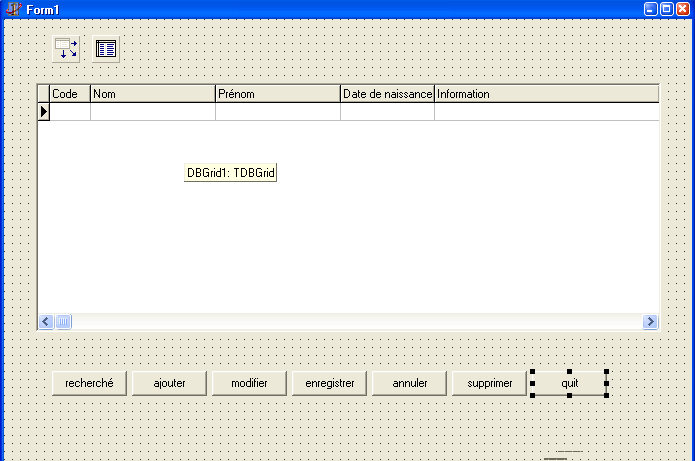 Form1
Code Nom Prénom Date de naissance Information
DBGrid1: TDBGrid
recherché ajouter modifier enregistrer annuler supprimer quit